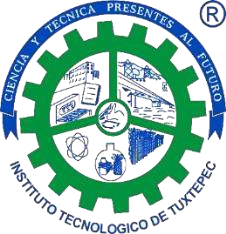 CIENCIA Y TECNICA PRESENTES AL FUTURO
®
INSTITUTO TECNOLOGICO DE TUXTEPEC